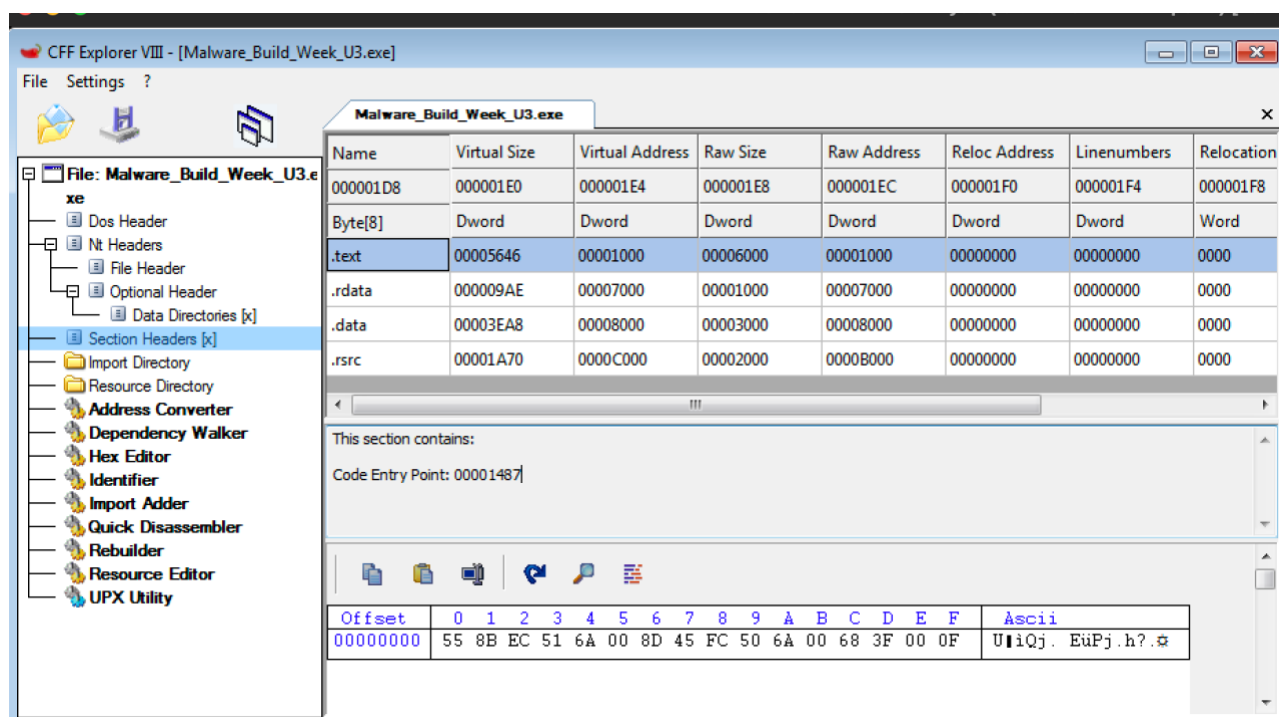 CFF Explorer VIII - [Malware_Build_Week_U3.exe]
File Settings ?
Malware_Build_Week_U3.exe
File: Malware_Build_Week_U3.e
xe
Dos Header
Nt Headers
File Header
Optional Header
Data Directories [x]
Section Headers [x]
Import Directory
Resource Directory
Address Converter
Dependency Walker
Hex Editor
Identifier
Import Adder
Quick Disassembler
Rebuilder
Resource Editor
UPX Utility
Name Virtual Size Virtual Address Raw Size Raw Address Reloc Address Linenumbers Relocation
000001D8 000001E0 000001E4 000001E8 000001EC 000001F0 000001F4 000001F8
Byte[8] Dword Dword Dword Dword Dword Dword Word
.text 00005646 00001000 00006000 00001000 00000000 00000000 0000
.rdata 000009AE 00007000 00001000 00007000 00000000 00000000 0000
.data 00003EA8 00008000 00003000 00008000 00000000 00000000 0000
.rsrc 00001A70 0000C000 00002000 0000B000 00000000 00000000 0000
This section contains:
Code Entry Point: 00001487
Offset 0 1 2 3 4 5 6 7 8 9 A B C D E F Ascii
00000000 55 8B EC 51 6A 00 8D 45 FC 50 6A 00 68 3F 00 0F U▮ìQj. EüPj.h?.☼